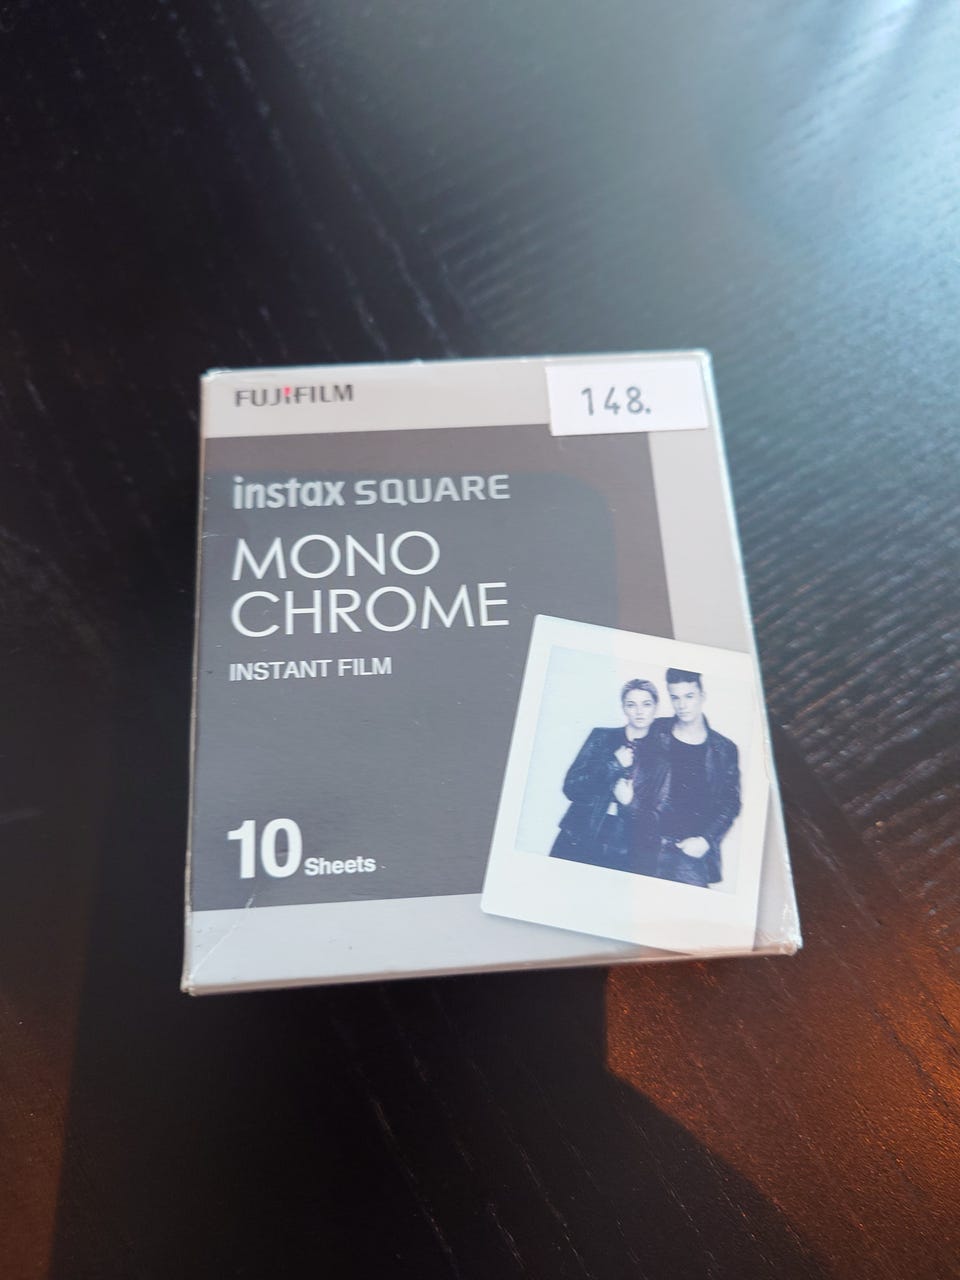 FUJIFILM
148.
instax SQUARE
MONO
CHROME
INSTANT FILM
10 Sheets